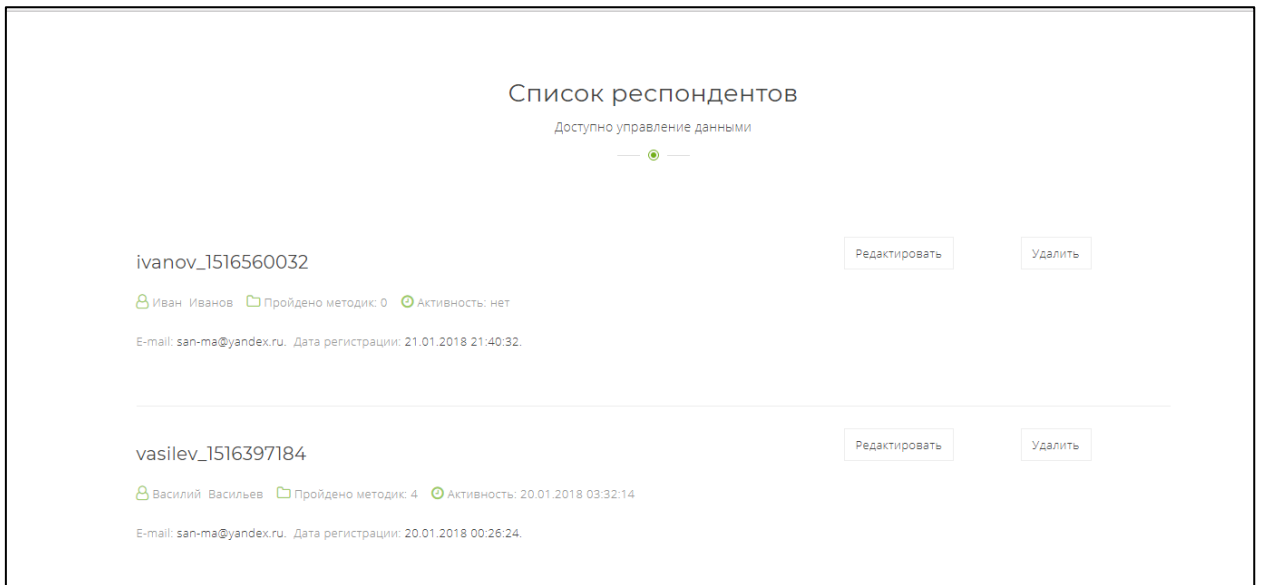 Список респондентов
Доступно управление данными
ivanov_1516560032
Редактировать
Удалить
Иван Иванов Пройдено методик: 0 Активность: нет
E-mail: san-ma@yandex.ru. Дата регистрации: 21.01.2018 21:40:32.
vasilev_1516397184
Редактировать
Удалить
Василий Васильев Пройдено методик: 4 Активность: 20.01.2018 03:32:14
E-mail: san-ma@yandex.ru. Дата регистрации: 20.01.2018 00:26:24.